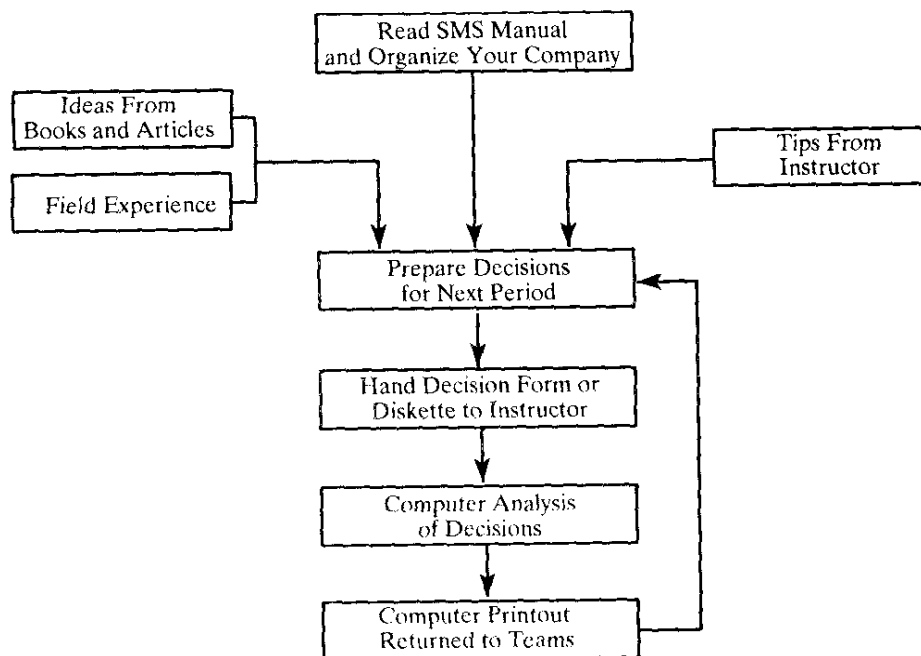 Read SMS Manual
and Organize Your Company
Ideas From
Books and Articles
Tips From
Instructor
Field Experience
Prepare Decisions
for Next Period
Hand Decision Form or
Diskette to Instructor
Computer Analysis
of Decisions
Computer Printout
Returned to Teams